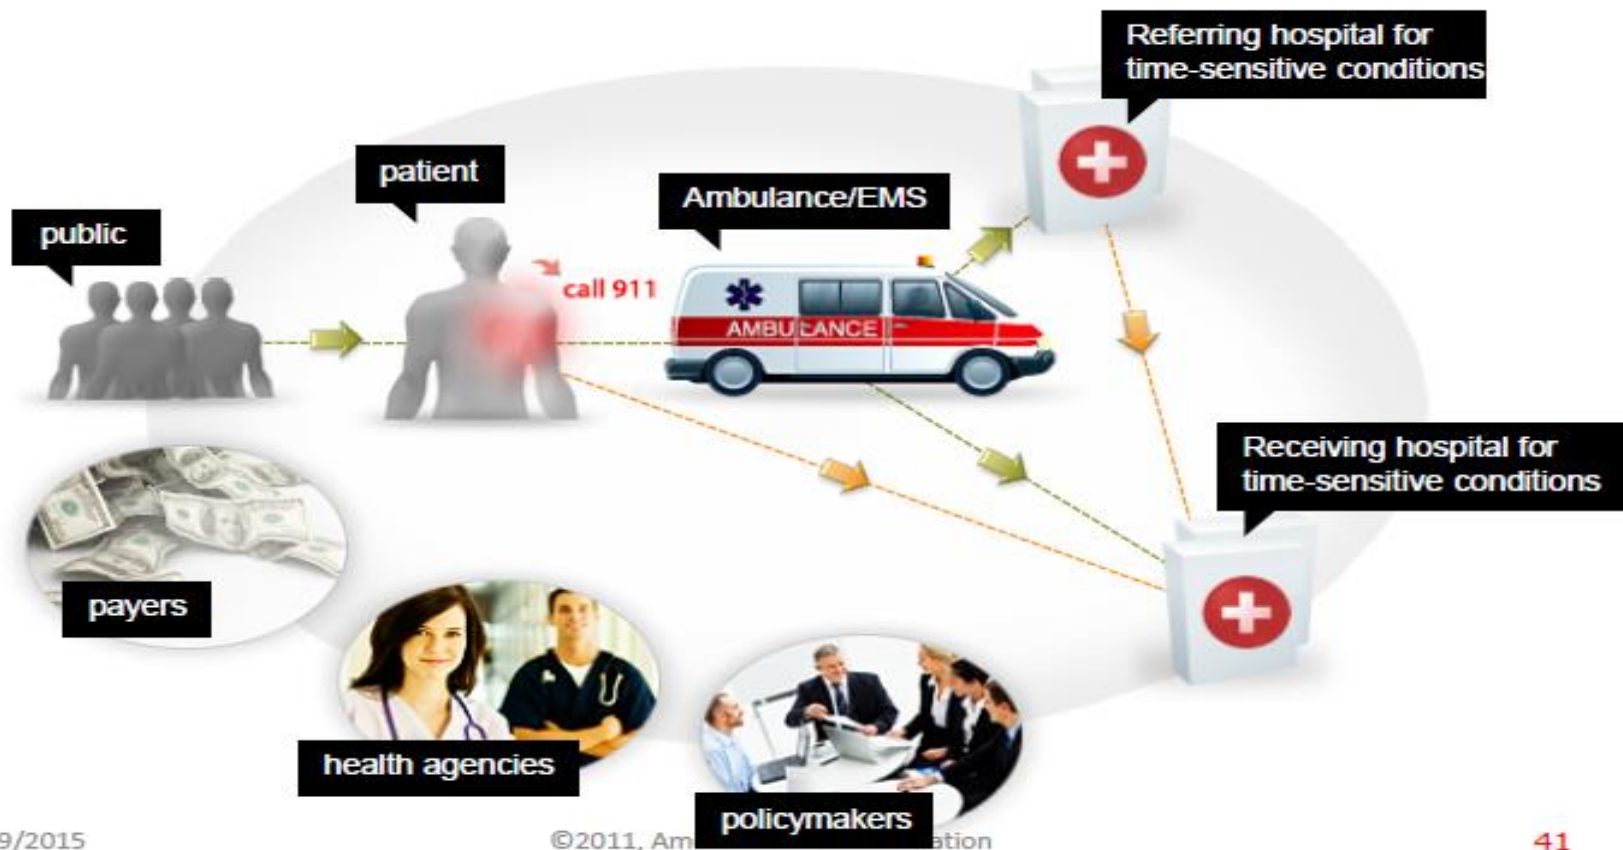 Referring hospital for
time-sensitive conditions
patient
Ambulance/EMS
public
call 911
AMBULANCE
Receiving hospital for
time-sensitive conditions
payers
health agencies
policymakers
9/2015
©2011, Am
ation
41